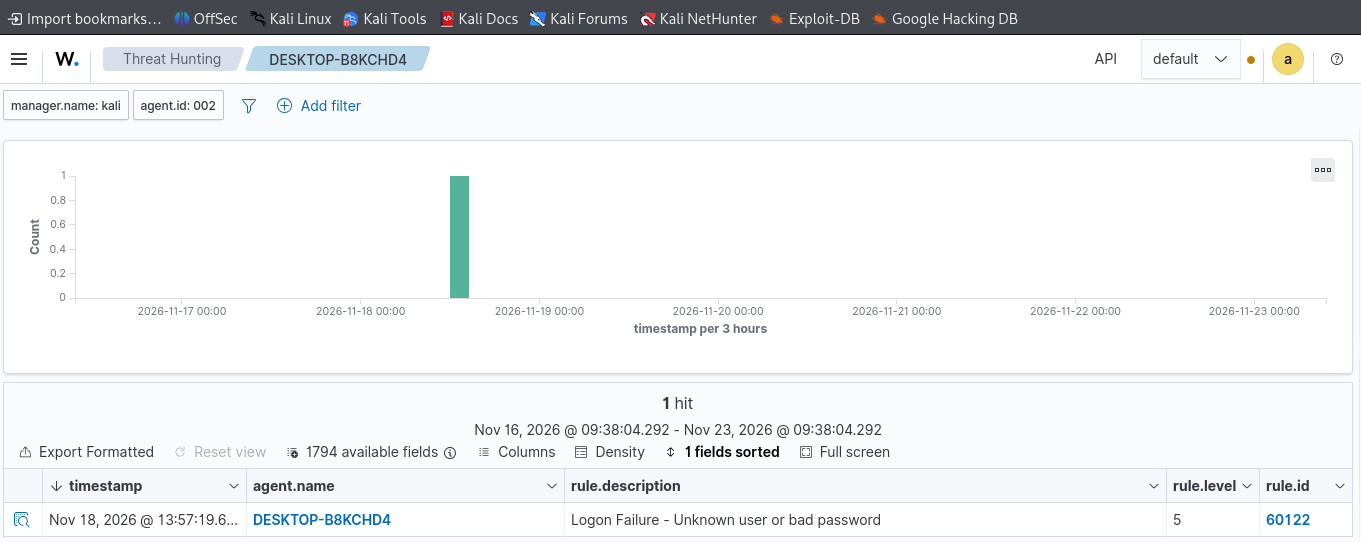 Import bookmarks… OffSec Kali Linux Kali Tools Kali Docs Kali Forums Kali NetHunter Exploit-DB Google Hacking DB
W. Threat Hunting DESKTOP-B8KCHD4 API default a
manager.name: kali agent.id: 002 Add filter
1
0.8
0.6
0.4
0.2
0
Count
2026-11-17 00:00 2026-11-18 00:00 2026-11-19 00:00 2026-11-20 00:00 2026-11-21 00:00 2026-11-22 00:00 2026-11-23 00:00
timestamp per 3 hours
1 hit
Nov 16, 2026 @ 09:38:04.292 - Nov 23, 2026 @ 09:38:04.292
Export Formatted Reset view 1794 available fields Columns Density 1 fields sorted Full screen
timestamp agent.name rule.description rule.level rule.id
Nov 18, 2026 @ 13:57:19.6... DESKTOP-B8KCHD4 Logon Failure - Unknown user or bad password 5 60122